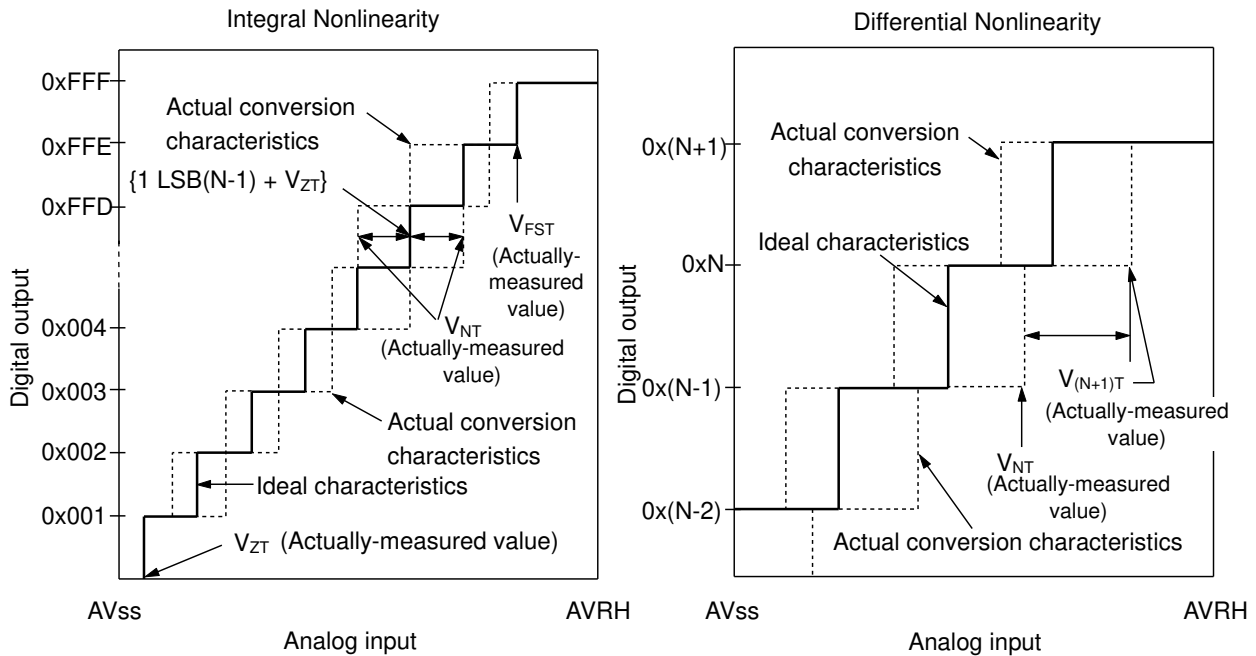 Integral Nonlinearity
0xFFF
0xFFE
0xFFD
0x004
0x003
0x002
0x001
Digital output
Actual conversion
characteristics
{1 LSB(N-1) + VZT}
VFST
(Actually-
measured
value)
VNT
(Actually-measured
value)
Actual conversion
characteristics
Ideal characteristics
VZT (Actually-measured value)
AVss
AVRH
Analog input
Differential Nonlinearity
0x(N+1)
0xN
0x(N-1)
0x(N-2)
Digital output
Actual conversion
characteristics
Ideal characteristics
V(N+1)T
(Actually-measured
value)
VNT
(Actually-measured
value)
Actual conversion characteristics
AVss
AVRH
Analog input